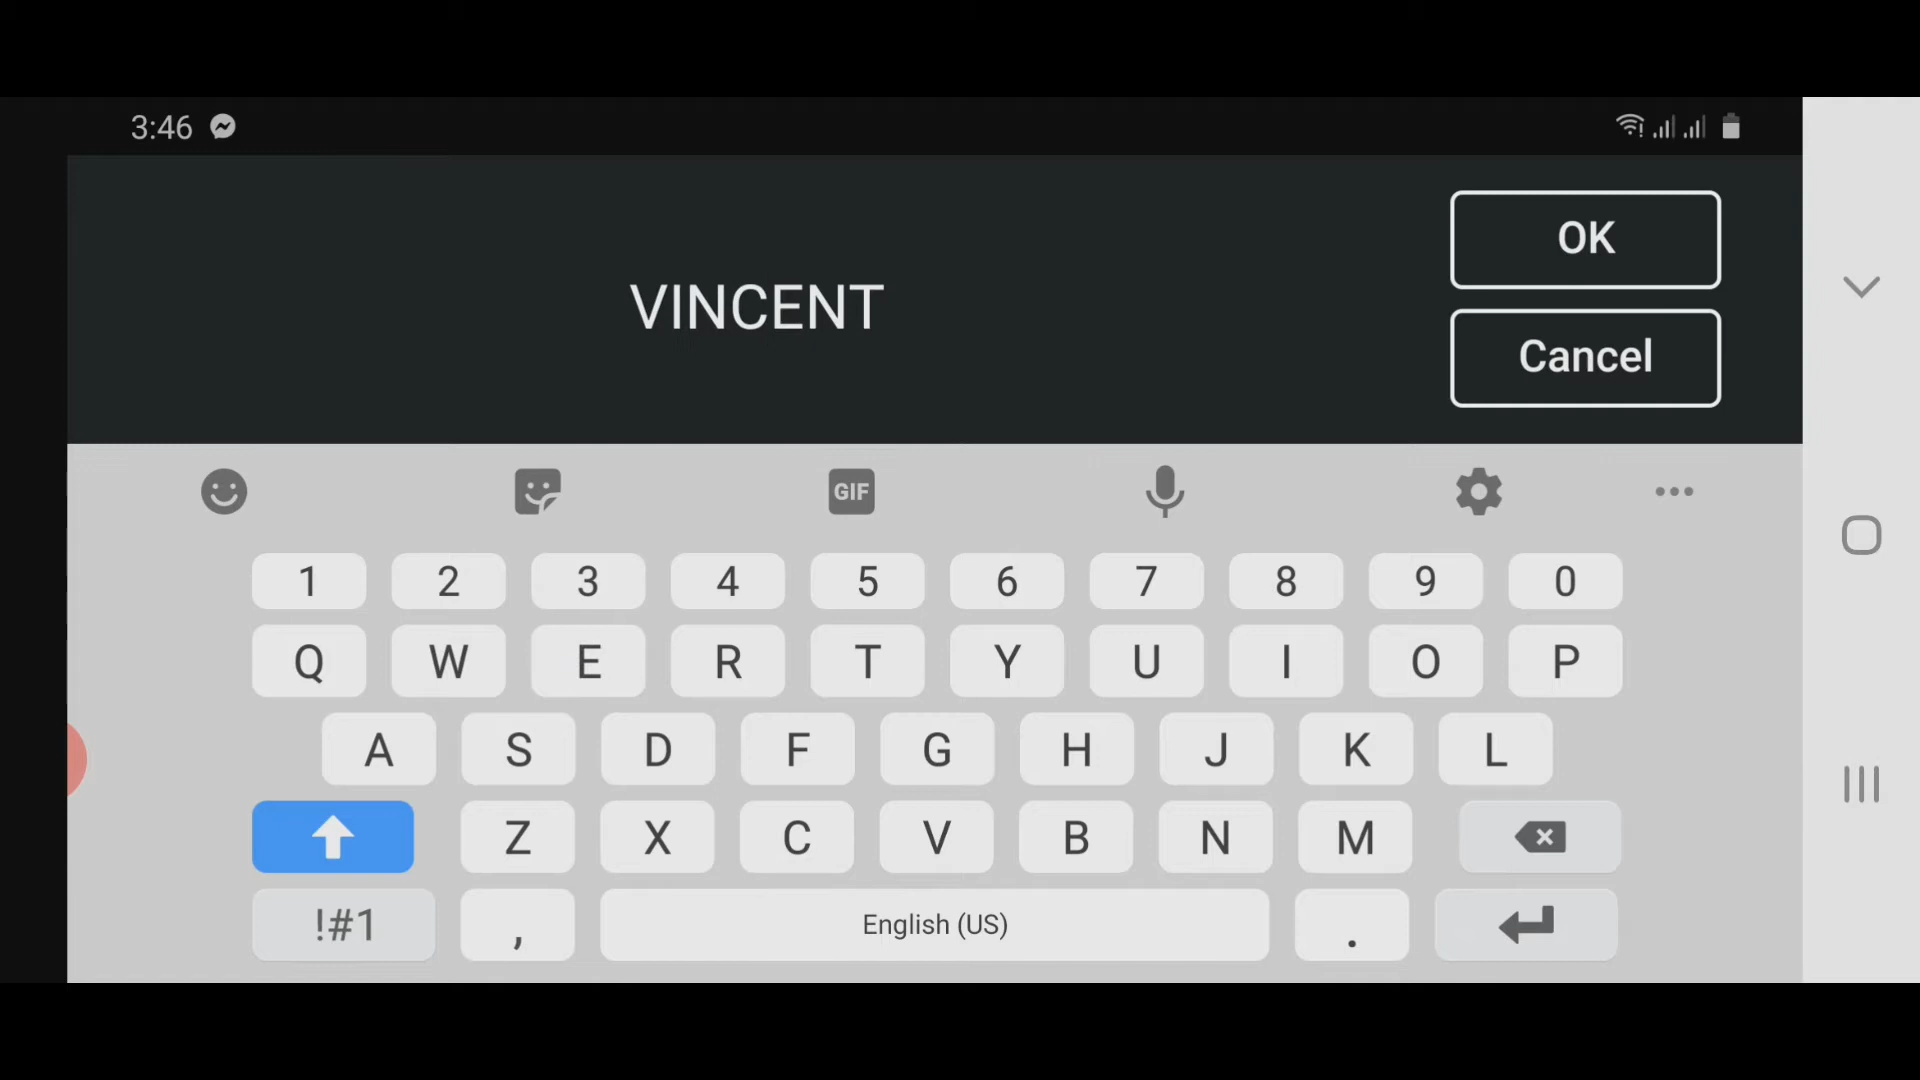 3:46
VINCENT
OK
Cancel
GIF
1 2 3 4 5 6 7 8 9 0
Q W E R T Y U I O P
A S D F G H J K L
Z X C V B N M
!#1 , English (US) .